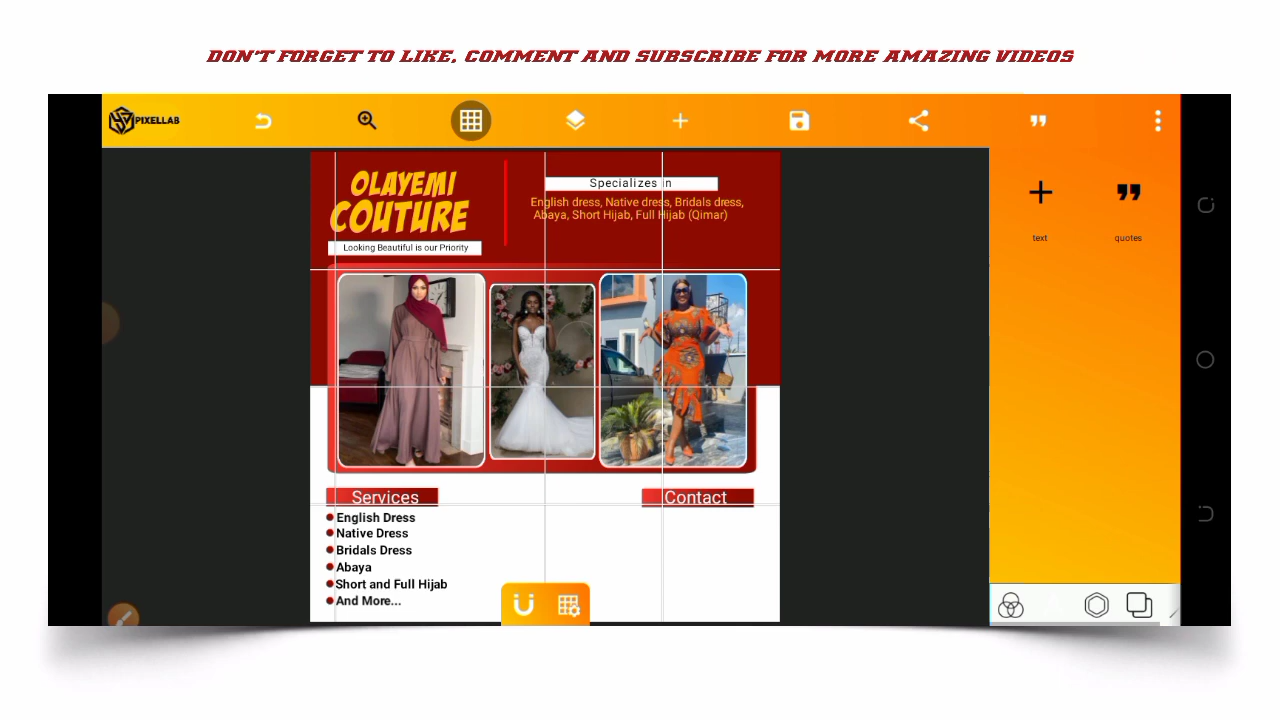 DON'T FORGET TO LIKE, COMMENT AND SUBSCRIBE FOR MORE AMAZING VIDEOS
PIXELLAB
OLAYEMI
COUTURE
Looking Beautiful is our Priority
Specializes in
English dress, Native dress, Bridals dress,
Abaya, Short Hijab, Full Hijab (Qimar)
text
quotes
Services
Contact
English Dress
Native Dress
Bridals Dress
Abaya
Short and Full Hijab
And More...